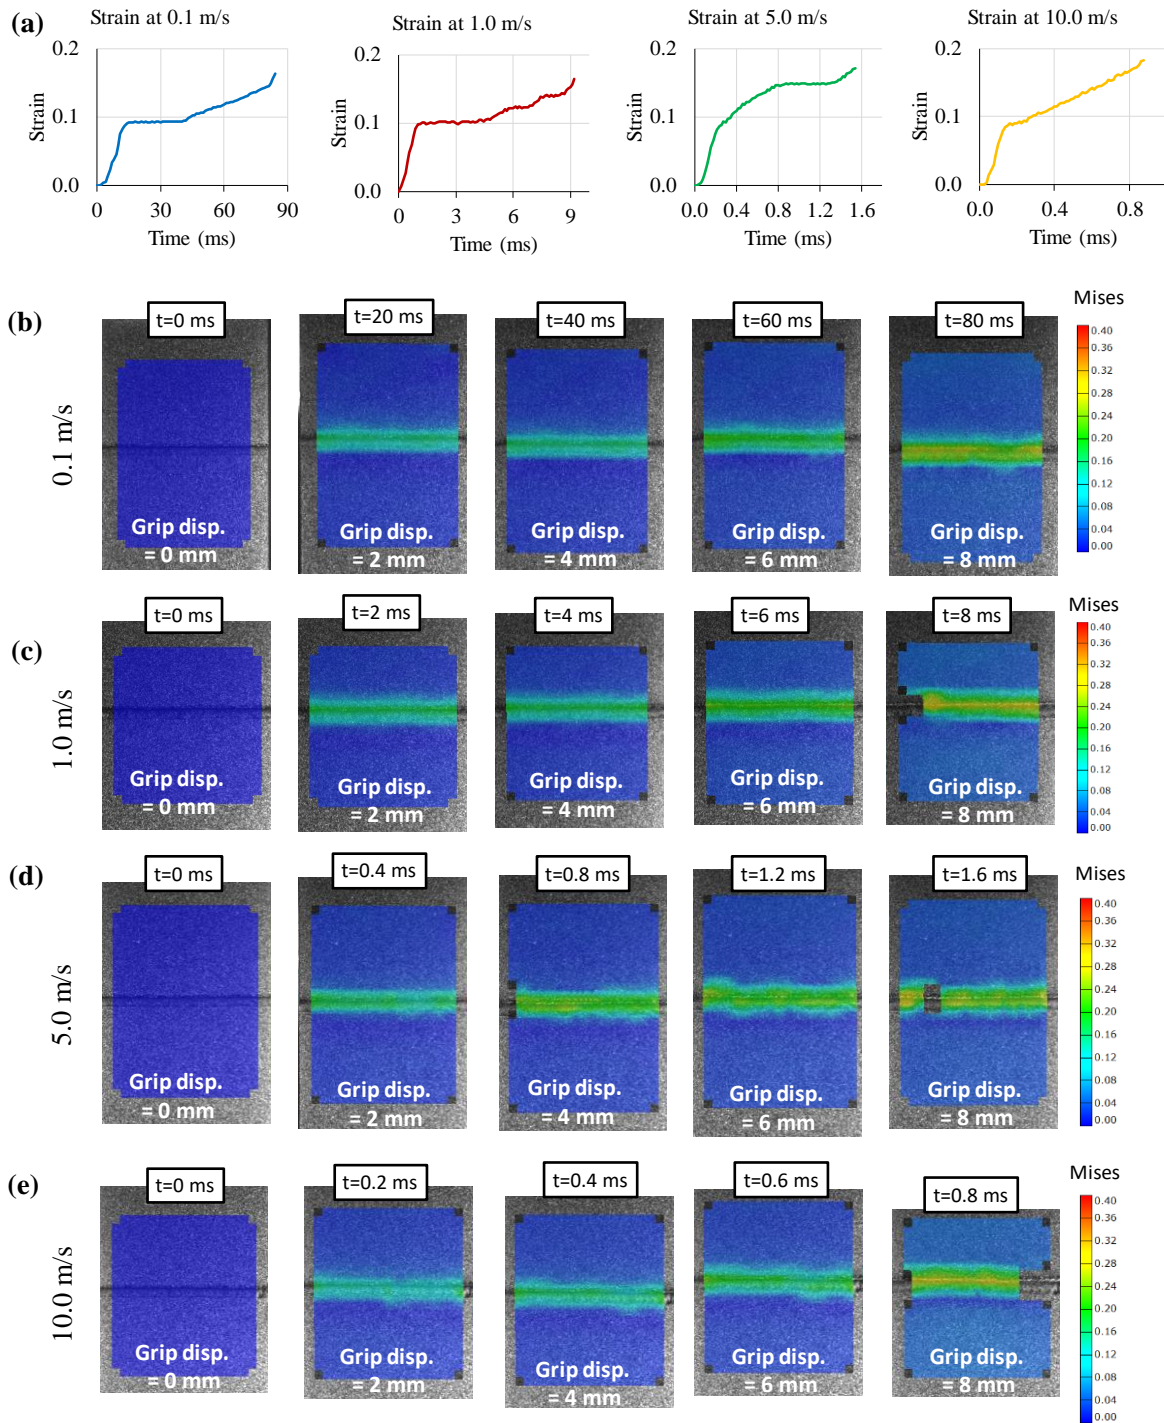 (a)
Strain at 0.1 m/s
Strain at 1.0 m/s
Strain at 5.0 m/s
Strain at 10.0 m/s
0.2
0.1
0.0
Strain
0 30 60 90
Time (ms)
0.2
0.1
0.0
Strain
0 3 6 9
Time (ms)
0.2
0.1
0.0
Strain
0.0 0.4 0.8 1.2 1.6
Time (ms)
0.2
0.1
0.0
Strain
0.0 0.4 0.8
Time (ms)
(b)
0.1 m/s
t=0 ms
t=20 ms
t=40 ms
t=60 ms
t=80 ms
Grip disp.
= 0 mm
Grip disp.
= 2 mm
Grip disp.
= 4 mm
Grip disp.
= 6 mm
Grip disp.
= 8 mm
Mises
0.40
0.36
0.32
0.28
0.24
0.20
0.16
0.12
0.08
0.04
0.00
(c)
1.0 m/s
t=0 ms
t=2 ms
t=4 ms
t=6 ms
t=8 ms
Grip disp.
= 0 mm
Grip disp.
= 2 mm
Grip disp.
= 4 mm
Grip disp.
= 6 mm
Grip disp.
= 8 mm
Mises
0.40
0.36
0.32
0.28
0.24
0.20
0.16
0.12
0.08
0.04
0.00
(d)
5.0 m/s
t=0 ms
t=0.4 ms
t=0.8 ms
t=1.2 ms
t=1.6 ms
Grip disp.
= 0 mm
Grip disp.
= 2 mm
Grip disp.
= 4 mm
Grip disp.
= 6 mm
Grip disp.
= 8 mm
Mises
0.40
0.36
0.32
0.28
0.24
0.20
0.16
0.12
0.08
0.04
0.00
(e)
10.0 m/s
t=0 ms
t=0.2 ms
t=0.4 ms
t=0.6 ms
t=0.8 ms
Grip disp.
= 0 mm
Grip disp.
= 2 mm
Grip disp.
= 4 mm
Grip disp.
= 6 mm
Grip disp.
= 8 mm
Mises
0.40
0.36
0.32
0.28
0.24
0.20
0.16
0.12
0.08
0.04
0.00